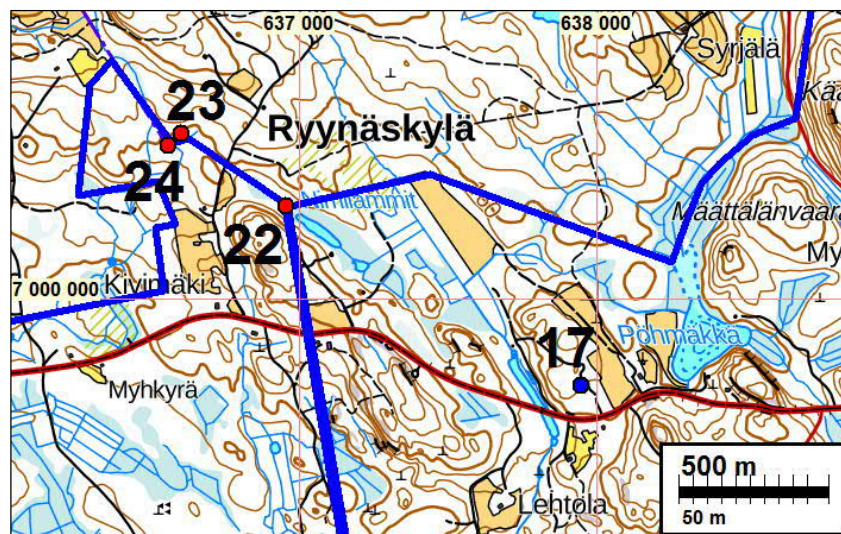 637 000
638 000
Syrjälä
23
Kää
Ryynäskylä
24
Määttälänvaara
22
My
7 000 000
Kivimäki
17
Pöhmäkkä
Myhkyrä
500 m
Lehtola
50 m